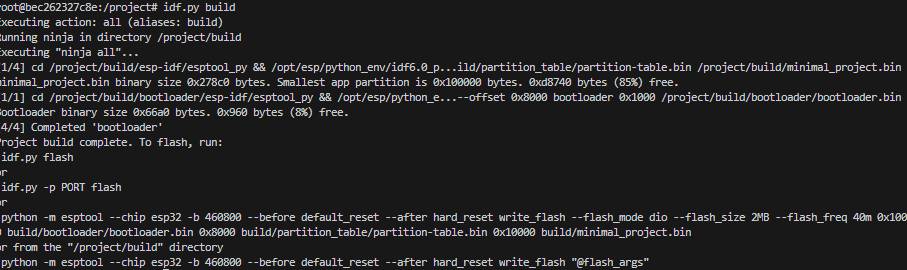 root@bec262327c8e:/project# idf.py build
Executing action: all (aliases: build)
Running ninja in directory /project/build
Executing "ninja all"...
[1/4] cd /project/build/esp-idf/esptool_py && /opt/esp/python_env/idf6.0_p...ild/partition_table/partition-table.bin /project/build/minimal_project.bin
minimal_project.bin binary size 0x278c0 bytes. Smallest app partition is 0x100000 bytes. 0xd8740 bytes (85%) free.
[1/1] cd /project/build/bootloader/esp-idf/esptool_py && /opt/esp/python_e...--offset 0x8000 bootloader 0x1000 /project/build/bootloader/bootloader.bin
Bootloader binary size 0x66a0 bytes. 0x960 bytes (8%) free.
[4/4] Completed 'bootloader'
Project build complete. To flash, run:
idf.py flash
or
idf.py -p PORT flash
or
python -m esptool --chip esp32 -b 460800 --before default_reset --after hard_reset write_flash --flash_mode dio --flash_size 2MB --flash_freq 40m 0x100
0 build/bootloader/bootloader.bin 0x8000 build/partition_table/partition-table.bin 0x10000 build/minimal_project.bin
or from the "/project/build" directory
python -m esptool --chip esp32 -b 460800 --before default_reset --after hard_reset write_flash "@flash_args"